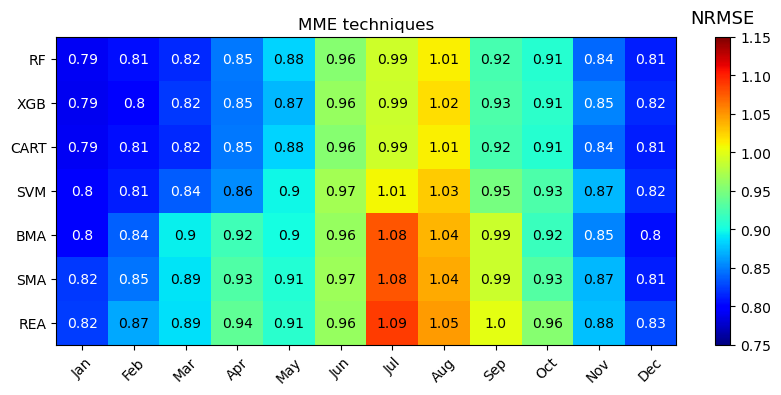 MME techniques
NRMSE
RF 0.79 0.81 0.82 0.85 0.88 0.96 0.99 1.01 0.92 0.91 0.84 0.81
XGB 0.79 0.8 0.82 0.85 0.87 0.96 0.99 1.02 0.93 0.91 0.85 0.82
CART 0.79 0.81 0.82 0.85 0.88 0.96 0.99 1.01 0.92 0.91 0.84 0.81
SVM 0.8 0.81 0.84 0.86 0.9 0.97 1.01 1.03 0.95 0.93 0.87 0.82
BMA 0.8 0.84 0.9 0.92 0.9 0.96 1.08 1.04 0.99 0.92 0.85 0.8
SMA 0.82 0.85 0.89 0.93 0.91 0.97 1.08 1.04 0.99 0.93 0.87 0.81
REA 0.82 0.87 0.89 0.94 0.91 0.96 1.09 1.05 1.0 0.96 0.88 0.83
Jan Feb Mar Apr May Jun Jul Aug Sep Oct Nov Dec
1.15
1.10
1.05
1.00
0.95
0.90
0.85
0.80
0.75